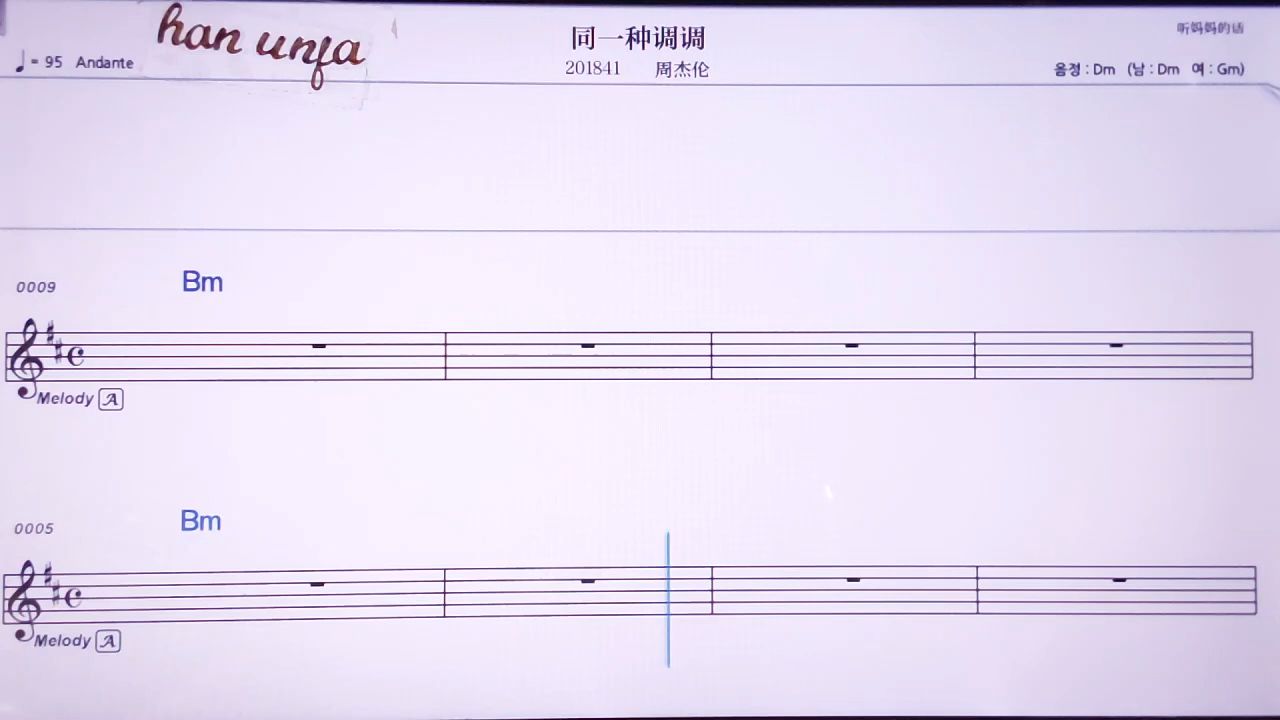 han unfa
同一种调调
听妈妈的话
♩= 95 Andante
201841 周杰伦
음정 : Dm (남 : Dm 여 : Gm)
0009 Bm
Melody A
0005 Bm
Melody A